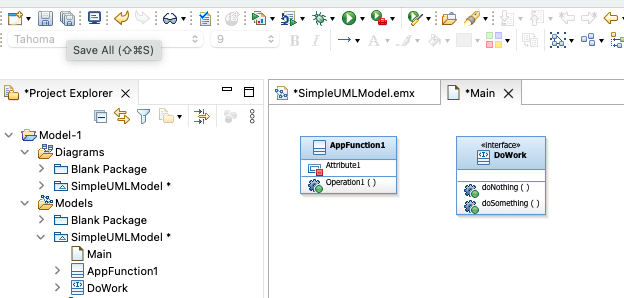 Tahoma
9
B
I
A
Save All (⇧⌘S)
*Project Explorer
Model-1
Diagrams
Blank Package
SimpleUMLModel *
Models
Blank Package
SimpleUMLModel *
Main
AppFunction1
DoWork
*SimpleUMLModel.emx
*Main
AppFunction1
Attribute1
Operation1 ( )
«interface»
DoWork
doNothing ( )
doSomething ( )